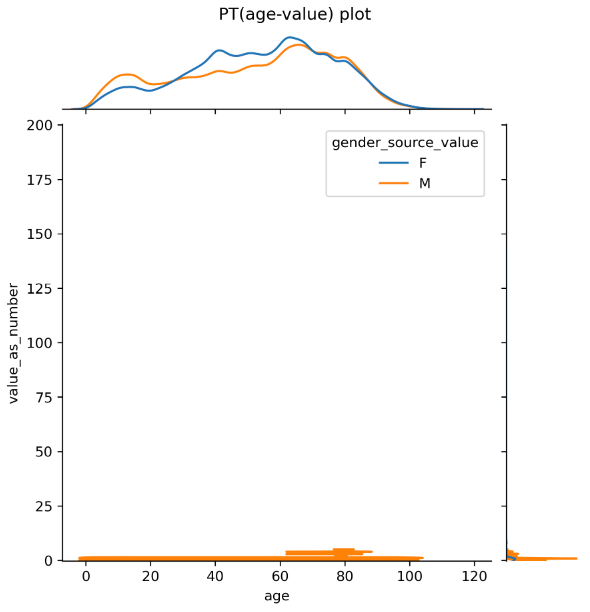 PT(age-value) plot
200
gender_source_value
F
M
175
150
125
100
75
50
25
0
value_as_number
0 20 40 60 80 100 120
age